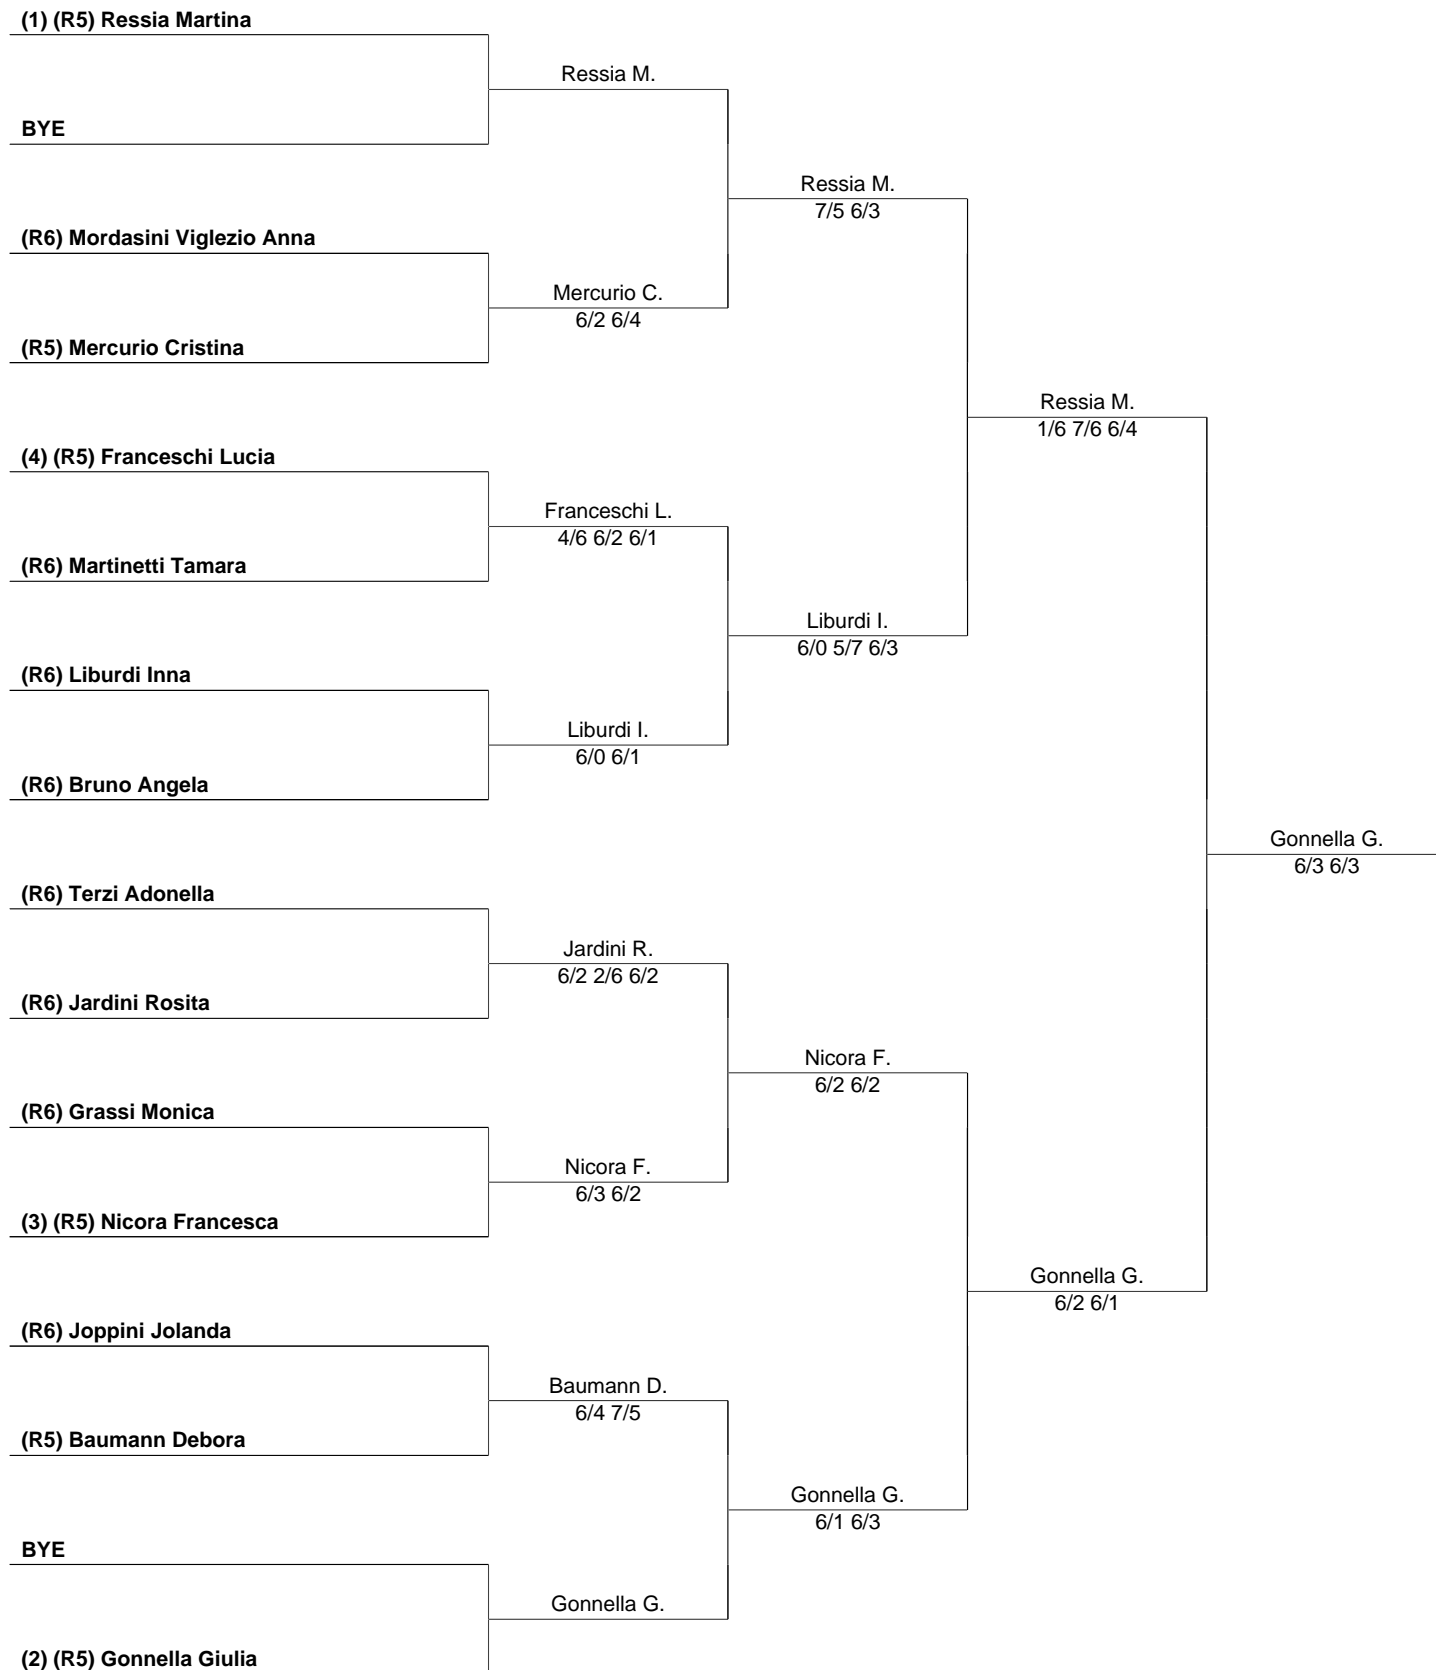 (1) (R5) Ressia Martina
Ressia M.
BYE
Ressia M.
7/5 6/3
(R6) Mordasini Viglezio Anna
Mercurio C.
6/2 6/4
(R5) Mercurio Cristina
Ressia M.
1/6 7/6 6/4
(4) (R5) Franceschi Lucia
Franceschi L.
4/6 6/2 6/1
(R6) Martinetti Tamara
Liburdi I.
6/0 5/7 6/3
(R6) Liburdi Inna
Liburdi I.
6/0 6/1
(R6) Bruno Angela
Gonnella G.
6/3 6/3
(R6) Terzi Adonella
Jardini R.
6/2 2/6 6/2
(R6) Jardini Rosita
Nicora F.
6/2 6/2
(R6) Grassi Monica
Nicora F.
6/3 6/2
(3) (R5) Nicora Francesca
Gonnella G.
6/2 6/1
(R6) Joppini Jolanda
Baumann D.
6/4 7/5
(R5) Baumann Debora
Gonnella G.
6/1 6/3
BYE
Gonnella G.
(2) (R5) Gonnella Giulia